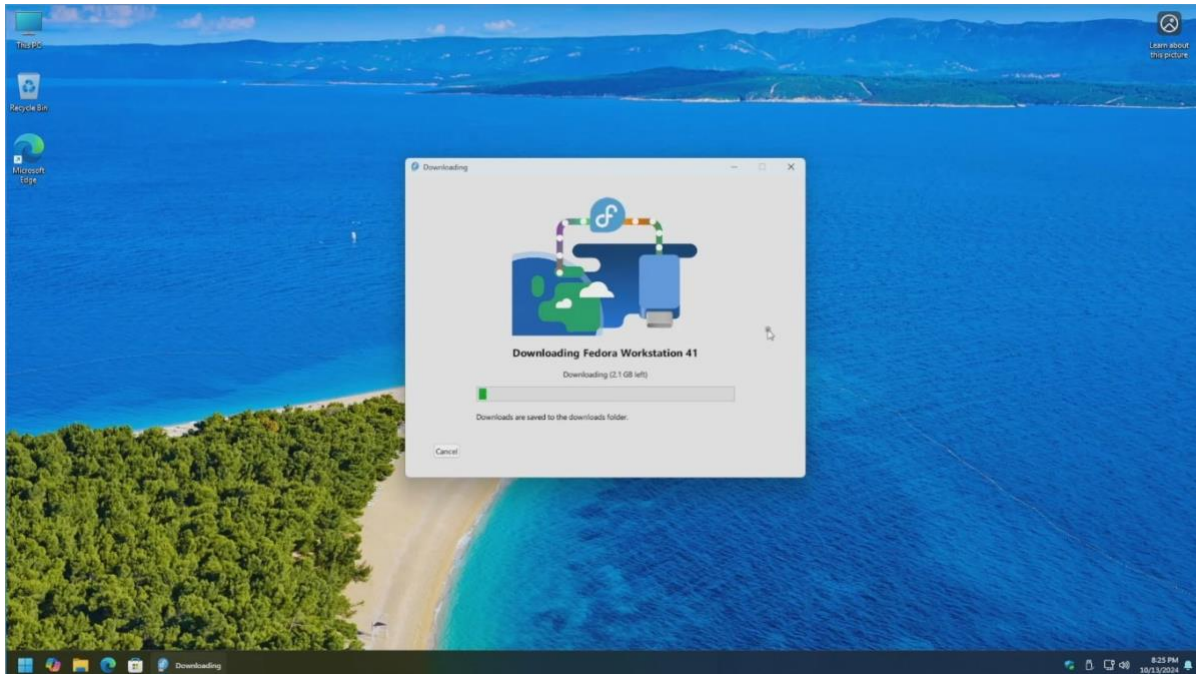 This PC
Recycle Bin
Microsoft
Edge
Learn about
this picture
Downloading
Downloading Fedora Workstation 41
Downloading (2.1 GB left)
Downloads are saved to the downloads folder.
Cancel
Downloading
8:25 PM
10/13/2024